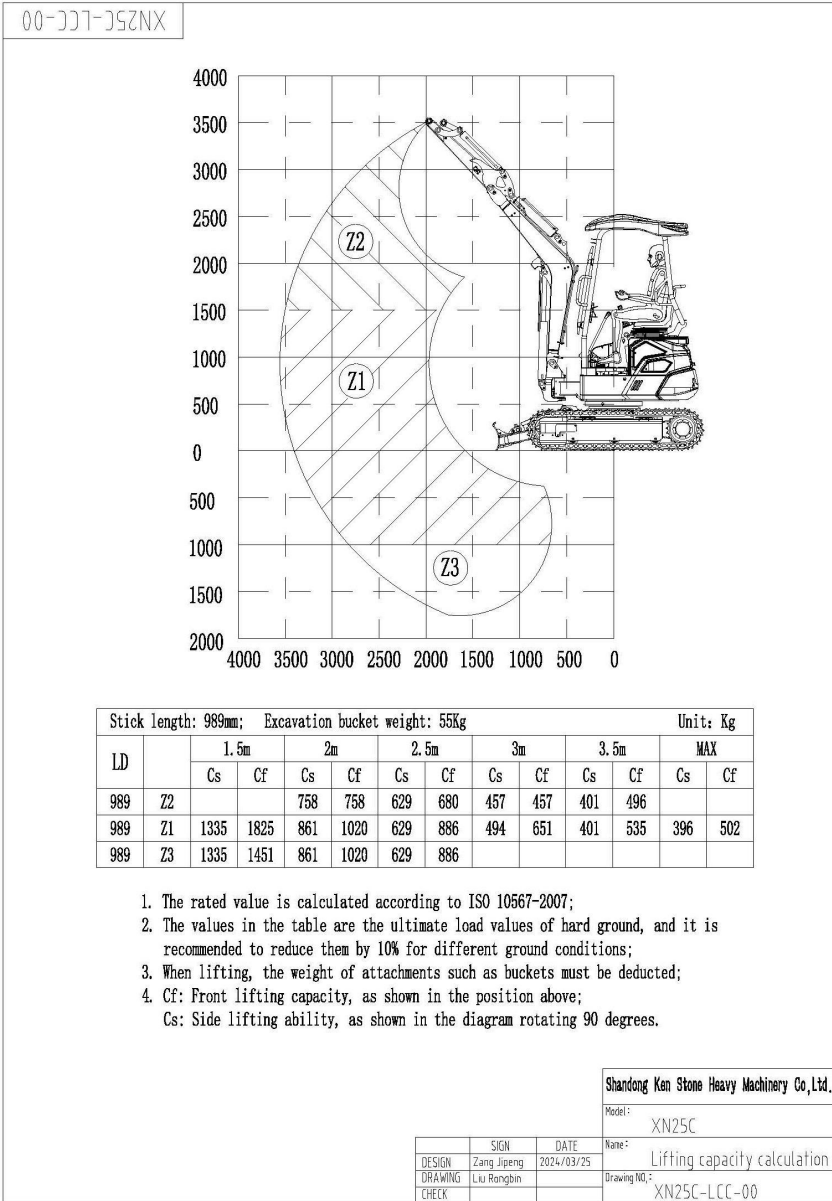 XN25C-LCC-00
4000
3500
3000
2500
2000
1500
1000
500
0
500
1000
1500
2000
Z2
Z1
Z3
4000 3500 3000 2500 2000 1500 1000 500 0
Stick length: 989mm; Excavation bucket weight: 55Kg Unit: Kg
LD 1.5m 2m 2.5m 3m 3.5m MAX
Cs Cf Cs Cf Cs Cf Cs Cf Cs Cf Cs Cf
989 Z2 758 758 629 680 457 457 401 496
989 Z1 1335 1825 861 1020 629 886 494 651 401 535 396 502
989 Z3 1335 1451 861 1020 629 886
1. The rated value is calculated according to ISO 10567-2007;
2. The values in the table are the ultimate load values of hard ground, and it is
recommended to reduce them by 10% for different ground conditions;
3. When lifting, the weight of attachments such as buckets must be deducted;
4. Cf: Front lifting capacity, as shown in the position above;
Cs: Side lifting ability, as shown in the diagram rotating 90 degrees.
Shandong Ken Stone Heavy Machinery Co,Ltd.
Model:
XN25C
SIGN DATE
Name:
Lifting capacity calculation
DESIGN Zang Jipeng 2024/03/25
DRAWING Liu Rongbin
Drawing NO.:
XN25C-LCC-00
CHECK